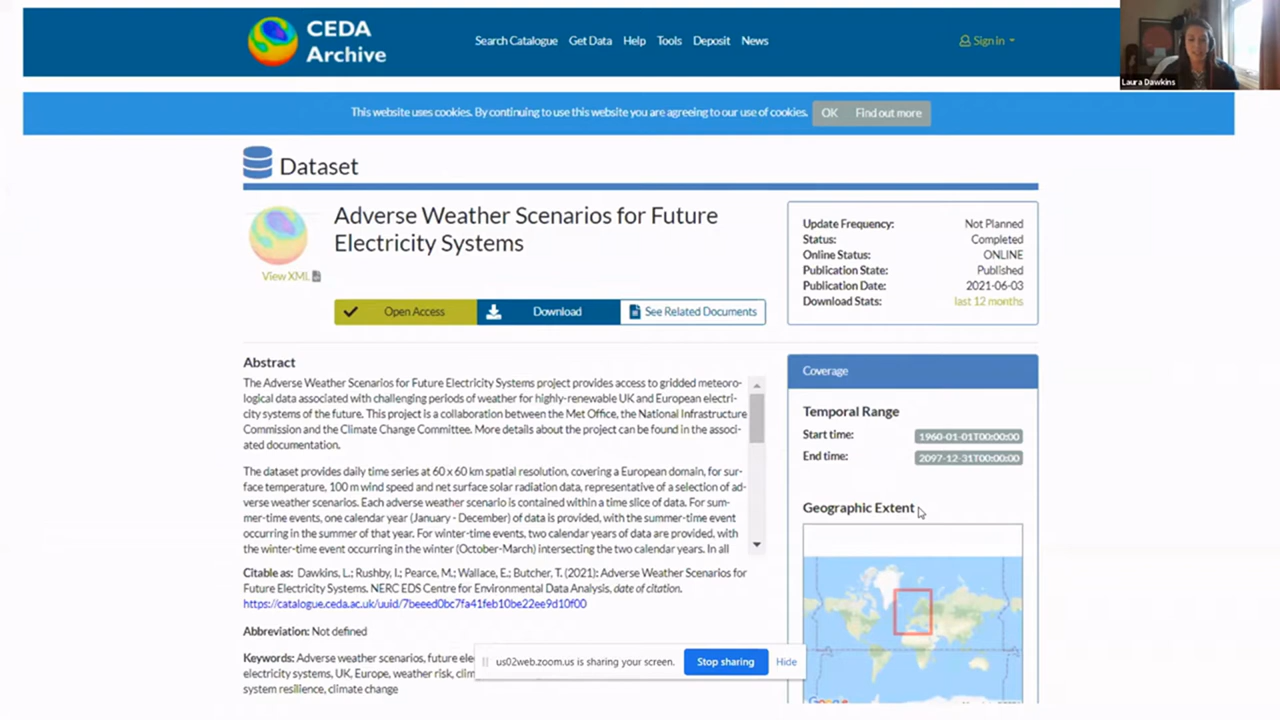 CEDA
Archive
Search Catalogue Get Data Help Tools Deposit News
Sign in
Laura Dawkins
This website uses cookies. By continuing to use this website you are agreeing to our use of cookies. OK Find out more
Dataset
Adverse Weather Scenarios for Future
Electricity Systems
View XML
Open Access Download See Related Documents
Update Frequency: Not Planned
Status: Completed
Online Status: ONLINE
Publication State: Published
Publication Date: 2021-06-03
Download Stats: last 12 months
Abstract
The Adverse Weather Scenarios for Future Electricity Systems project provides access to gridded meteoro-
logical data associated with challenging periods of weather for highly-renewable UK and European electri-
city systems of the future. This project is a collaboration between the Met Office, the National Infrastructure
Commission and the Climate Change Committee. More details about the project can be found in the associ-
ated documentation.
The dataset provides daily time series at 60 x 60 km spatial resolution, covering a European domain, for sur-
face temperature, 100 m wind speed and net surface solar radiation data, representative of a selection of ad-
verse weather scenarios. Each adverse weather scenario is contained within a time slice of data. For sum-
mer-time events, one calendar year (January - December) of data is provided, with the summer-time event
occurring in the summer of that year. For winter-time events, two calendar years of data are provided, with
the winter-time event occurring in the winter (October-March) intersecting the two calendar years. In all
Citable as: Dawkins, L.; Rushby, I.; Pearce, M.; Wallace, E.; Butcher, T. (2021): Adverse Weather Scenarios for
Future Electricity Systems. NERC EDS Centre for Environmental Data Analysis, date of citation.
https://catalogue.ceda.ac.uk/uuid/7beeed0bc7fa41feb10be22ee9d10f00
Abbreviation: Not defined
Keywords: Adverse weather scenarios, future ele
electricity systems, UK, Europe, weather risk, clim
system resilience, climate change
Coverage
Temporal Range
Start time: 1960-01-01T00:00:00
End time: 2097-12-31T00:00:00
Geographic Extent
Google
us02web.zoom.us is sharing your screen. Stop sharing Hide